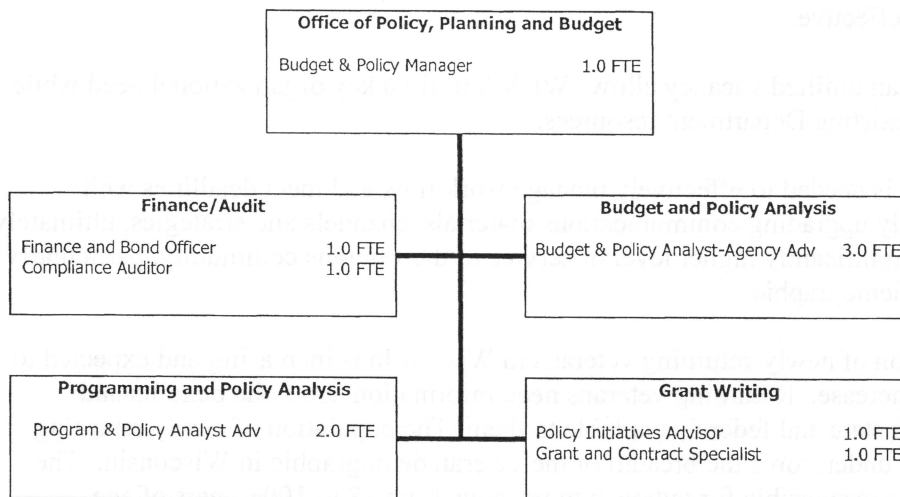 Office of Policy, Planning and Budget
Budget & Policy Manager 1.0 FTE
Finance/Audit
Finance and Bond Officer 1.0 FTE
Compliance Auditor 1.0 FTE
Budget and Policy Analysis
Budget & Policy Analyst-Agency Adv 3.0 FTE
Programming and Policy Analysis
Program & Policy Analyst Adv 2.0 FTE
Grant Writing
Policy Initiatives Advisor 1.0 FTE
Grant and Contract Specialist 1.0 FTE